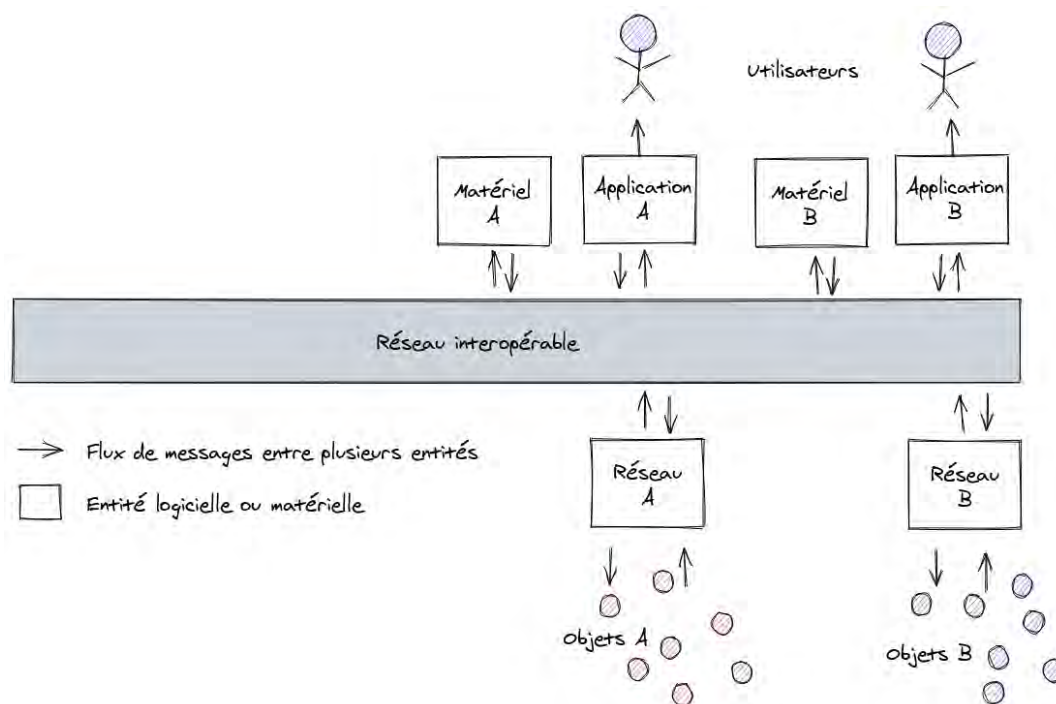 Utilisateurs
Matériel
A
Application
A
Matériel
B
Application
B
Réseau interopérable
Flux de messages entre plusieurs entités
Entité logicielle ou matérielle
Réseau
A
Réseau
B
Objets A
Objets B